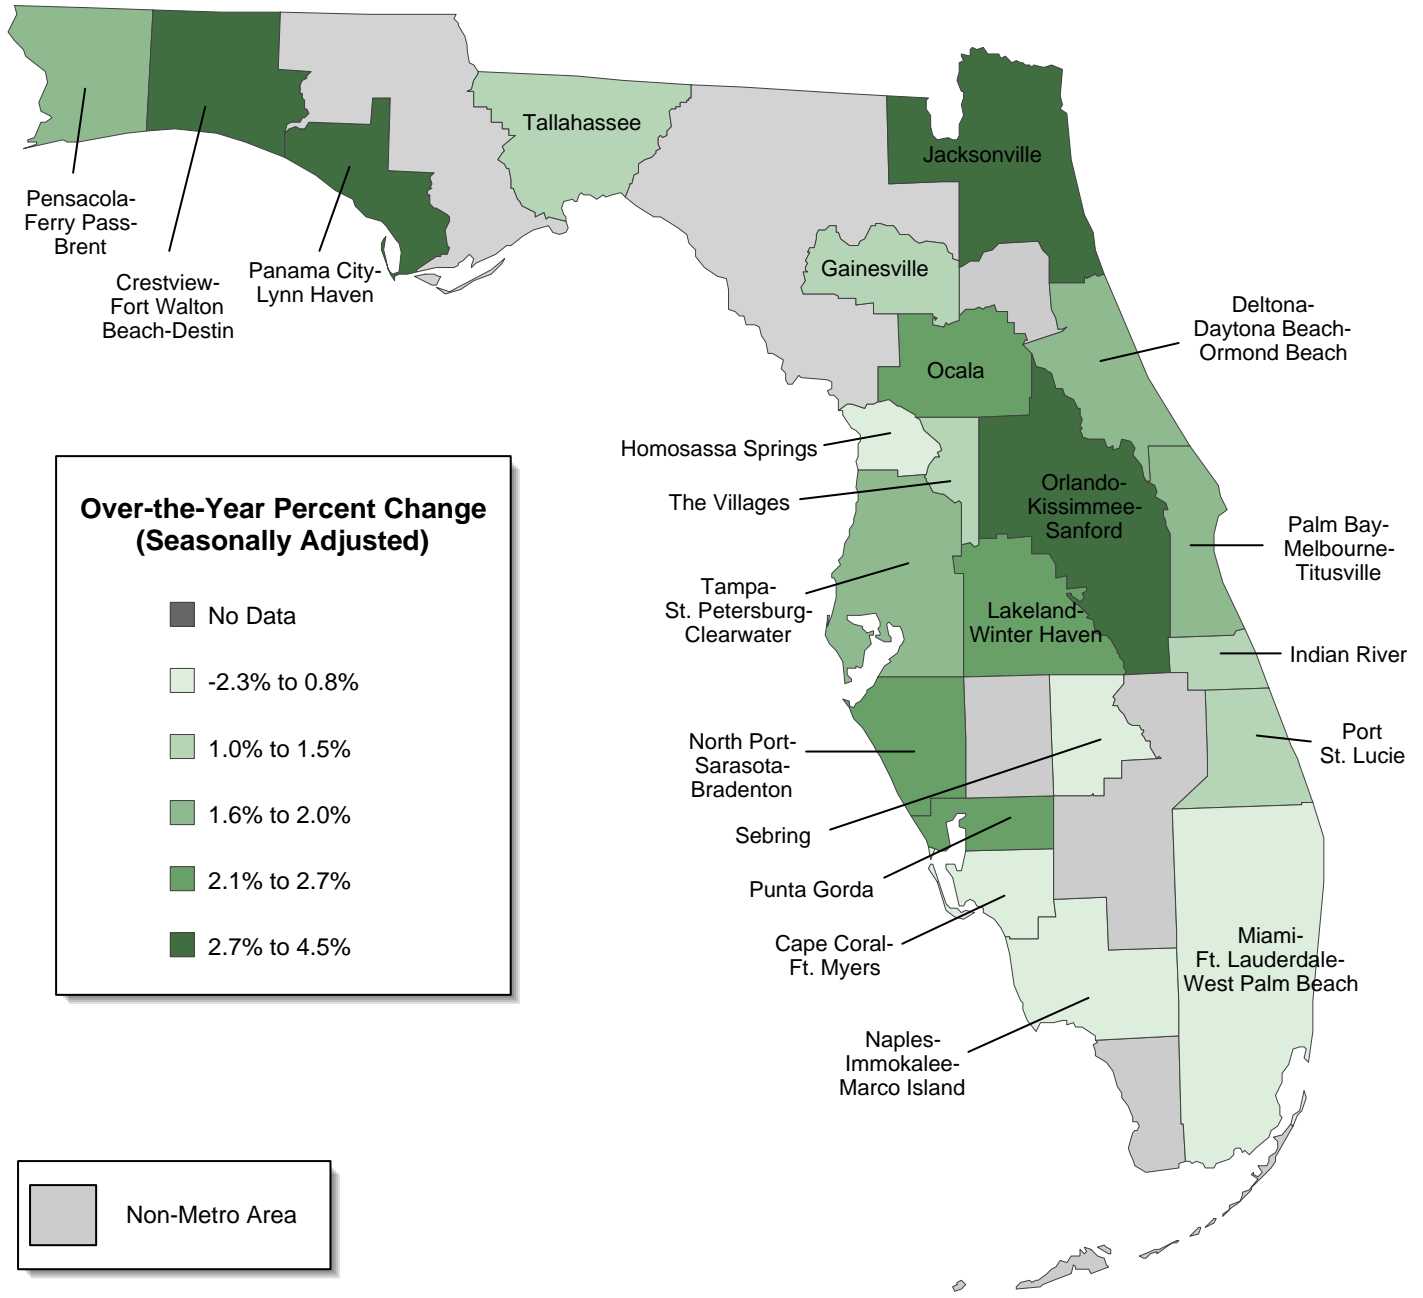 Tallahassee
Jacksonville
Pensacola-
Ferry Pass-
Brent
Crestview-
Fort Walton
Beach-Destin
Panama City-
Lynn Haven
Gainesville
Deltona-
Daytona Beach-
Ormond Beach
Ocala
Homosassa Springs
The Villages
Orlando-
Kissimmee-
Sanford
Palm Bay-
Melbourne-
Titusville
Tampa-
St. Petersburg-
Clearwater
Lakeland-
Winter Haven
Indian River
North Port-
Sarasota-
Bradenton
Port
St. Lucie
Sebring
Punta Gorda
Cape Coral-
Ft. Myers
Miami-
Ft. Lauderdale-
West Palm Beach
Naples-
Immokalee-
Marco Island
Over-the-Year Percent Change
(Seasonally Adjusted)
No Data
-2.3% to 0.8%
1.0% to 1.5%
1.6% to 2.0%
2.1% to 2.7%
2.7% to 4.5%
Non-Metro Area